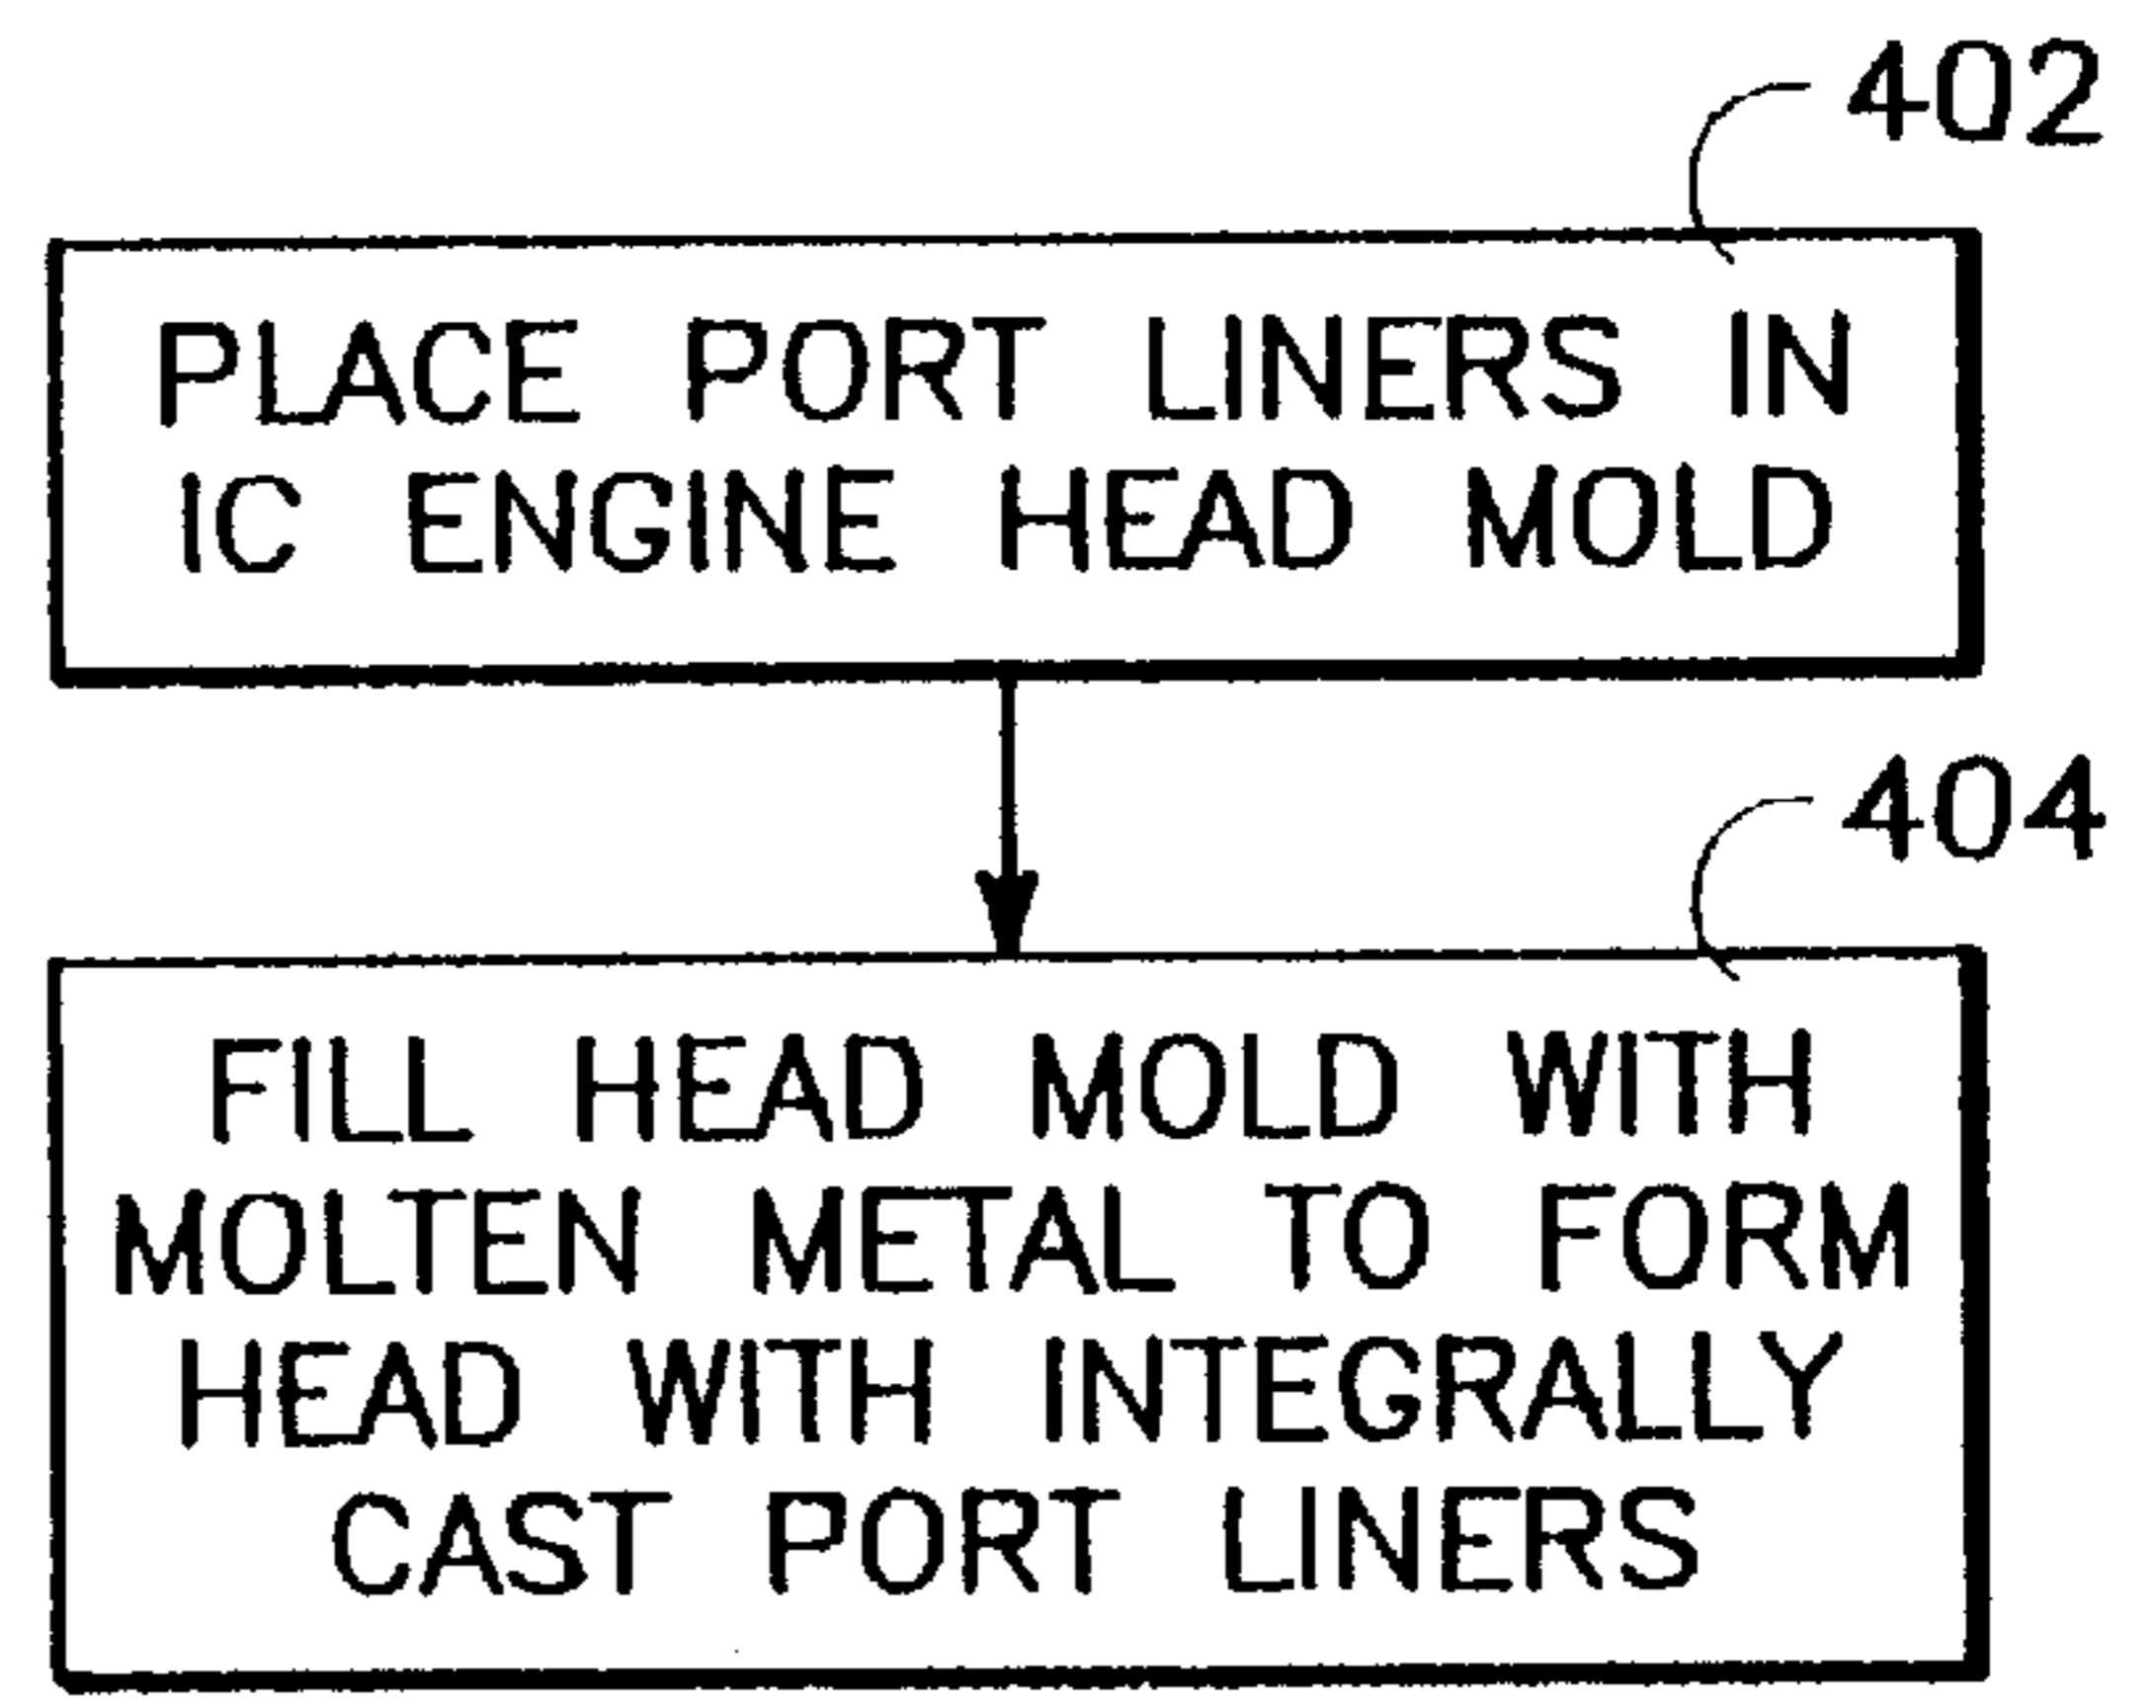 402
PLACE PORT LINERS IN
IC ENGINE HEAD MOLD
404
FILL HEAD MOLD WITH
MOLTEN METAL TO FORM
HEAD WITH INTEGRALLY
CAST PORT LINERS